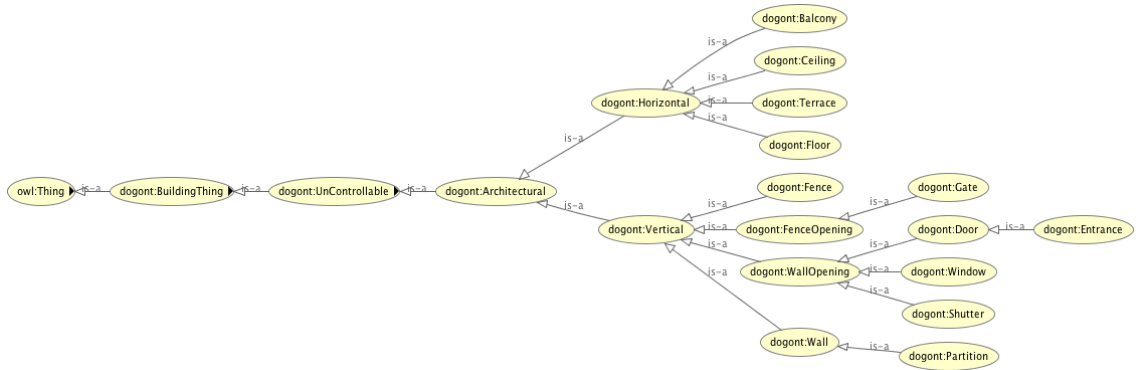 dogont:Balcony
is-a
dogont:Ceiling
is-a
dogont:Horizontal
is-a
dogont:Terrace
is-a
dogont:Floor
is-a
owl:Thing
is-a
dogont:BuildingThing
is-a
dogont:UnControllable
is-a
dogont:Architectural
is-a
dogont:Fence
is-a
dogont:Gate
is-a
dogont:Vertical
is-a
dogont:FenceOpening
is-a
dogont:Door
is-a
dogont:Entrance
is-a
dogont:WallOpening
is-a
dogont:Window
is-a
dogont:Shutter
is-a
dogont:Wall
is-a
dogont:Partition